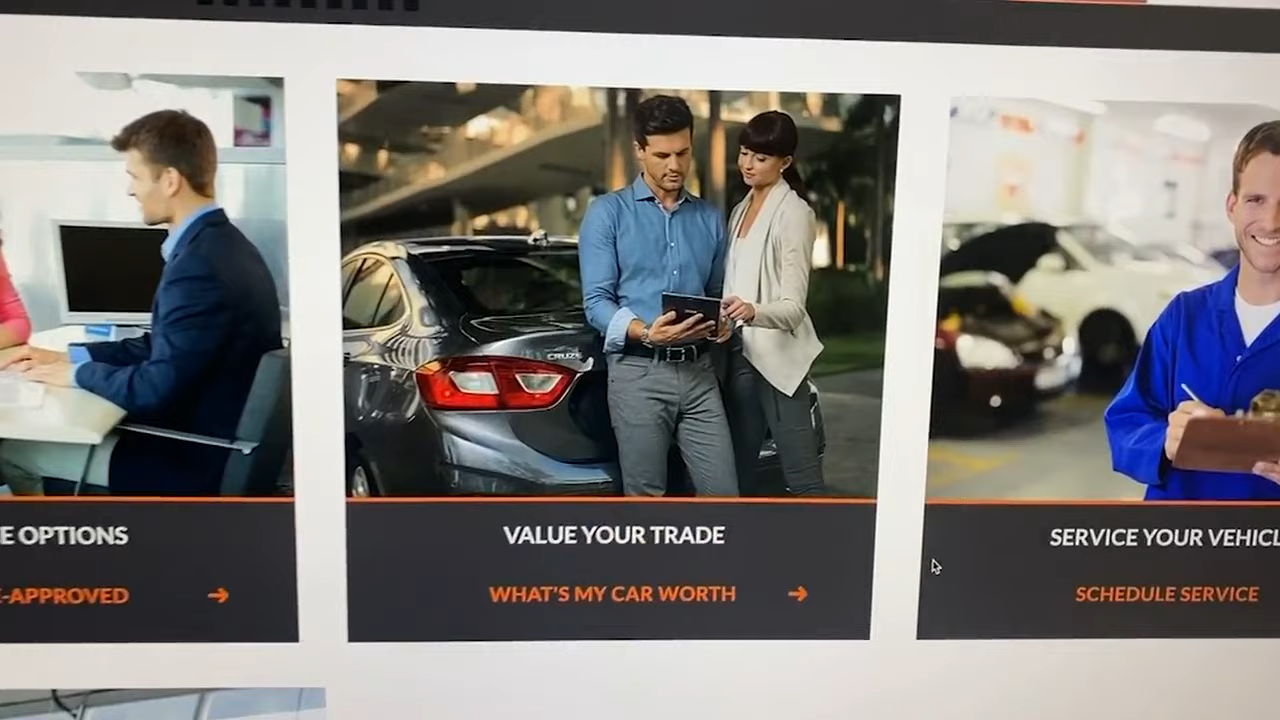 CRUZE
E OPTIONS
-APPROVED
VALUE YOUR TRADE
WHAT'S MY CAR WORTH
SERVICE YOUR VEHICL
SCHEDULE SERVICE